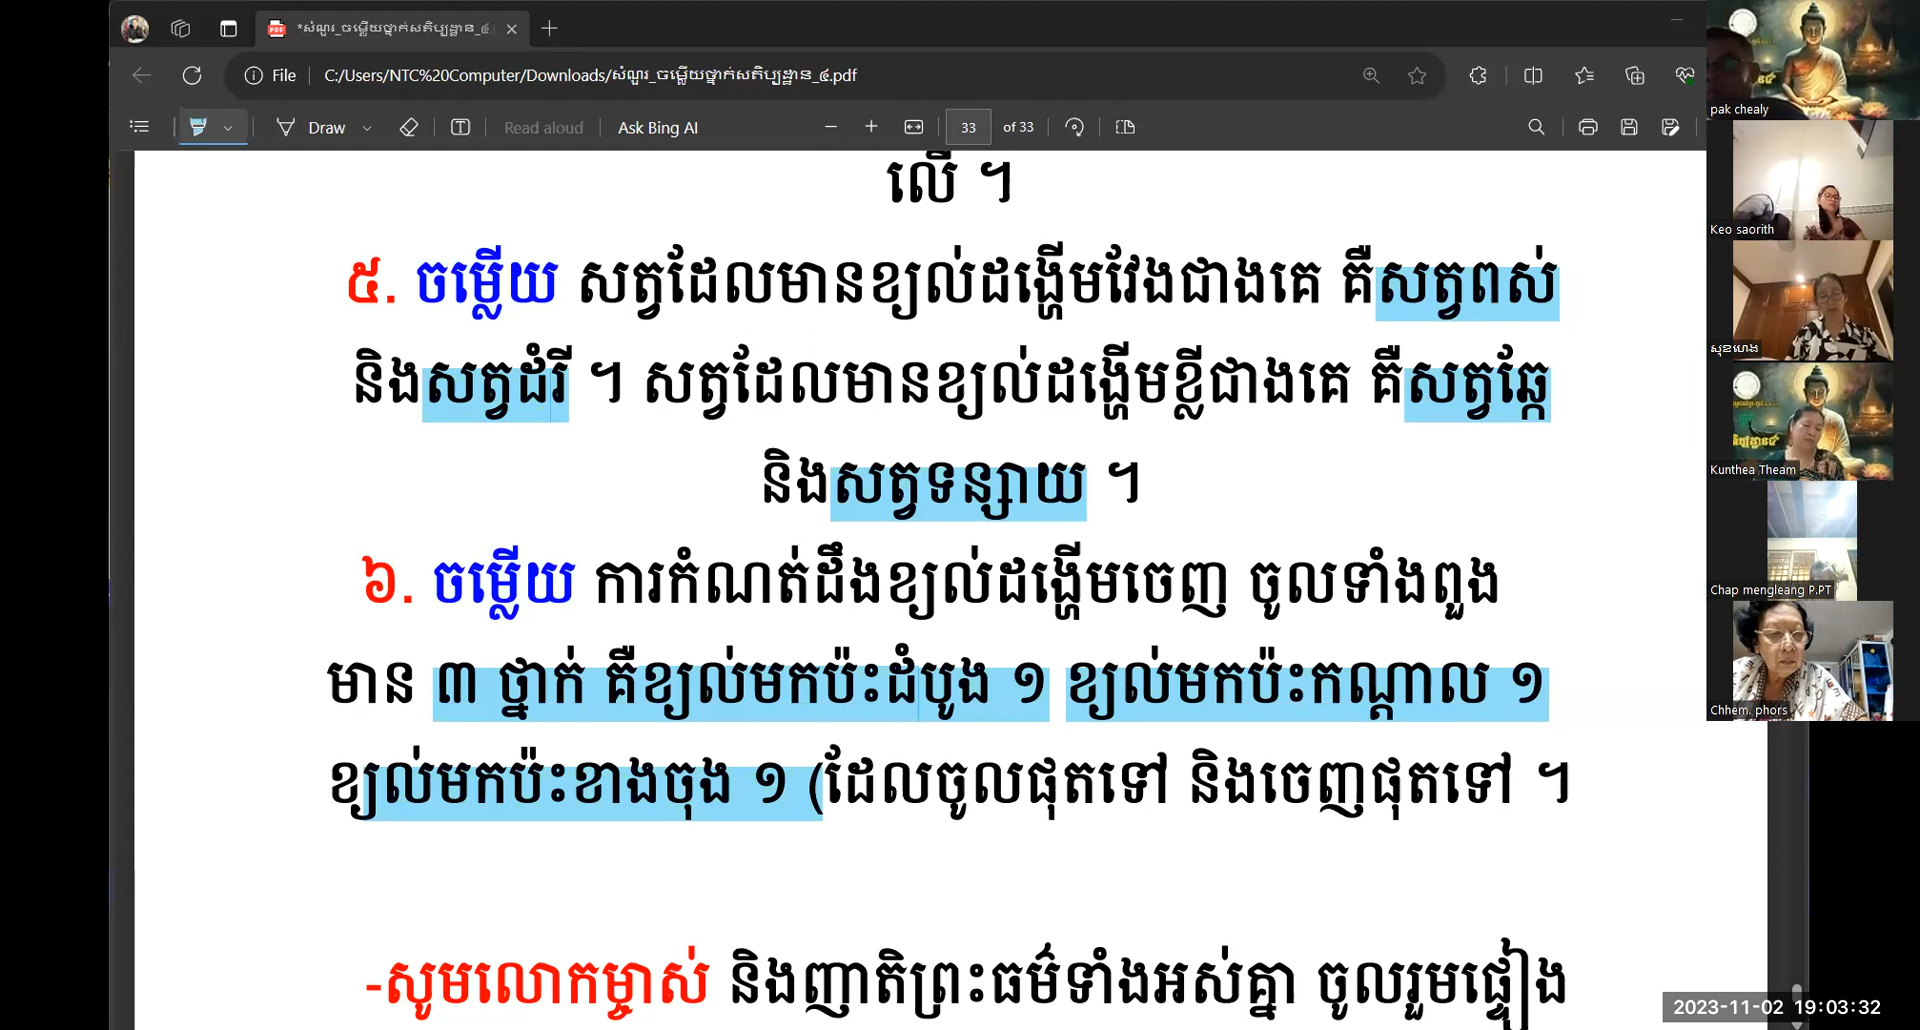 *សំណួរ_ចម្លើយថ្នាក់សតិប្បដ្ឋាន_៤.
File C:/Users/NTC%20Computer/Downloads/សំណួរ_ចម្លើយថ្នាក់សតិប្បដ្ឋាន_៤.pdf
Draw Read aloud Ask Bing AI 33 of 33
លើ ។
៥. ចម្លើយ សត្វដែលមានខ្យល់ដង្ហើមវែងជាងគេ គឺសត្វពស់
និងសត្វដំរី ។ សត្វដែលមានខ្យល់ដង្ហើមខ្លីជាងគេ គឺសត្វឆ្កែ
និងសត្វទន្សាយ ។
៦. ចម្លើយ ការកំណត់ដឹងខ្យល់ដង្ហើមចេញ ចូលទាំងពួង
មាន ៣ ថ្នាក់ គឺខ្យល់មកប៉ះដំបូង ១ ខ្យល់មកប៉ះកណ្តាល ១
ខ្យល់មកប៉ះខាងចុង ១ (ដែលចូលផុតទៅ និងចេញផុតទៅ ។
-សូមលោកម្ចាស់ និងញាតិព្រះធម៌ទាំងអស់គ្នា ចូលរួមផ្ទៀង
pak chealy
Keo saorith
សុខហេង
Kunthea Theam
Chap mengleang P.PT
Chhem. phors
2023-11-02 19:03:32